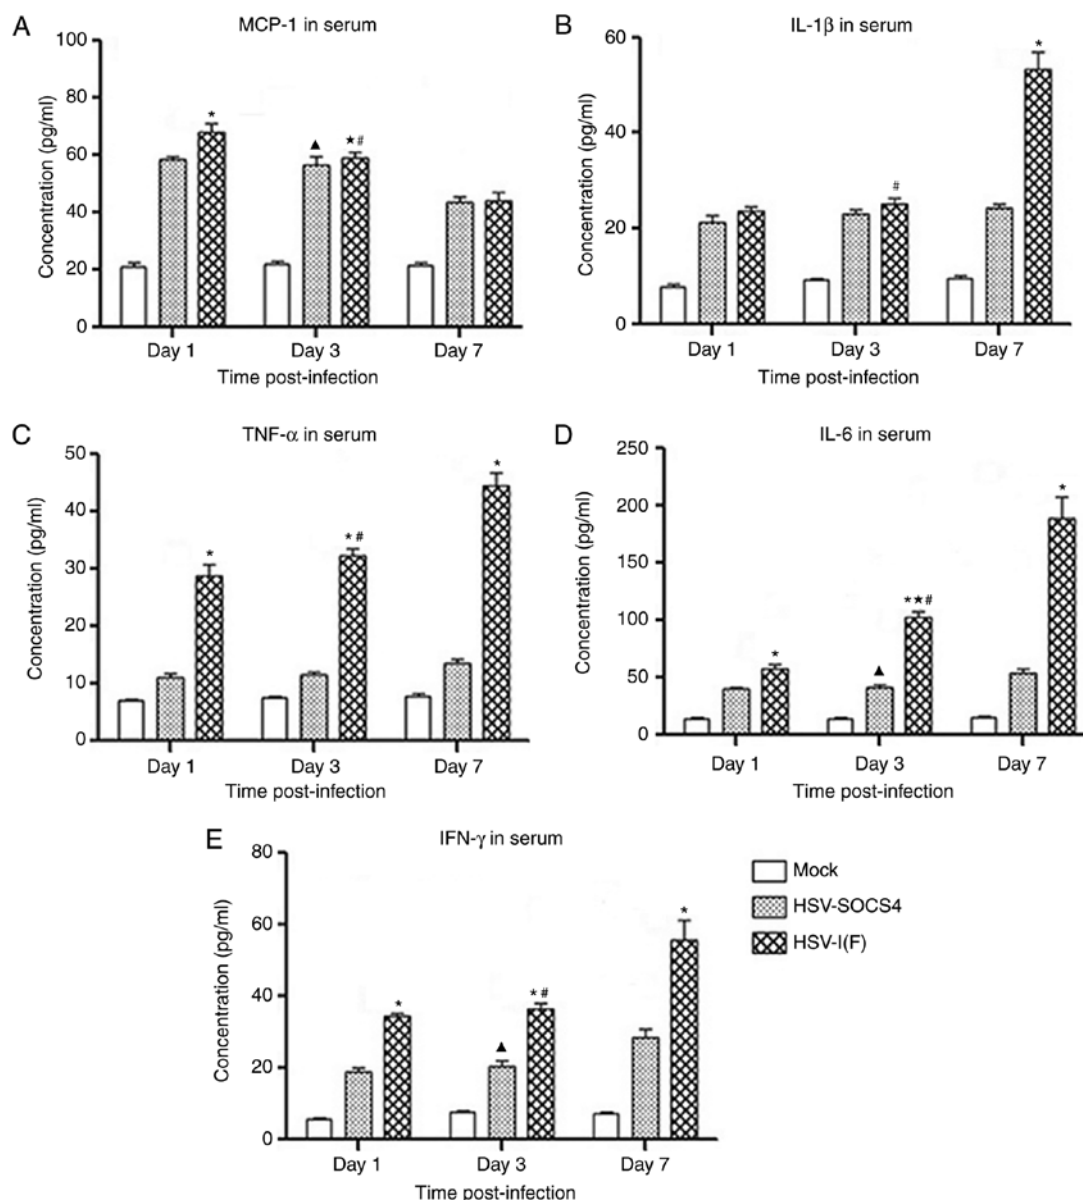 A
MCP-1 in serum
Concentration (pg/ml)
100
80
60
40
20
0
*
▲
★#
Day 1 Day 3 Day 7
Time post-infection
B
IL-1β in serum
Concentration (pg/ml)
60
40
20
0
#
*
Day 1 Day 3 Day 7
Time post-infection
C
TNF-α in serum
Concentration (pg/ml)
50
40
30
20
10
0
*
*#
*
Day 1 Day 3 Day 7
Time post-infection
D
IL-6 in serum
Concentration (pg/ml)
250
200
150
100
50
0
*
▲
*★#
*
Day 1 Day 3 Day 7
Time post-infection
E
IFN-γ in serum
Concentration (pg/ml)
80
60
40
20
0
*
▲
*#
*
Day 1 Day 3 Day 7
Time post-infection
Mock
HSV-SOCS4
HSV-I(F)